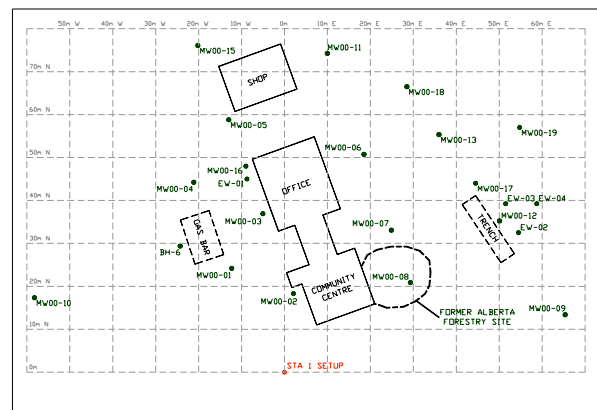 50m W 40m W 30m W 20m W 10m W 0m 10m E 20m E 30m E 40m E 50m E 60m E
MW00-15
MW00-11
70m N
SHOP
MW00-18
60m N
MW00-05
MW00-19
MW00-13
50m N
MW00-06
MW00-16
EW-01
MW00-04
OFFICE
MW00-17
40m N
EW-03 EW-04
MW00-03
MW00-12
TRENCH
EW-02
GAS BAR
MW00-07
30m N
BH-6
MW00-01
MW00-08
COMMUNITY
CENTRE
20m N
MW00-02
MW00-10
FORMER ALBERTA
FORESTRY SITE
MW00-09
10m N
0m
STA 1 SETUP